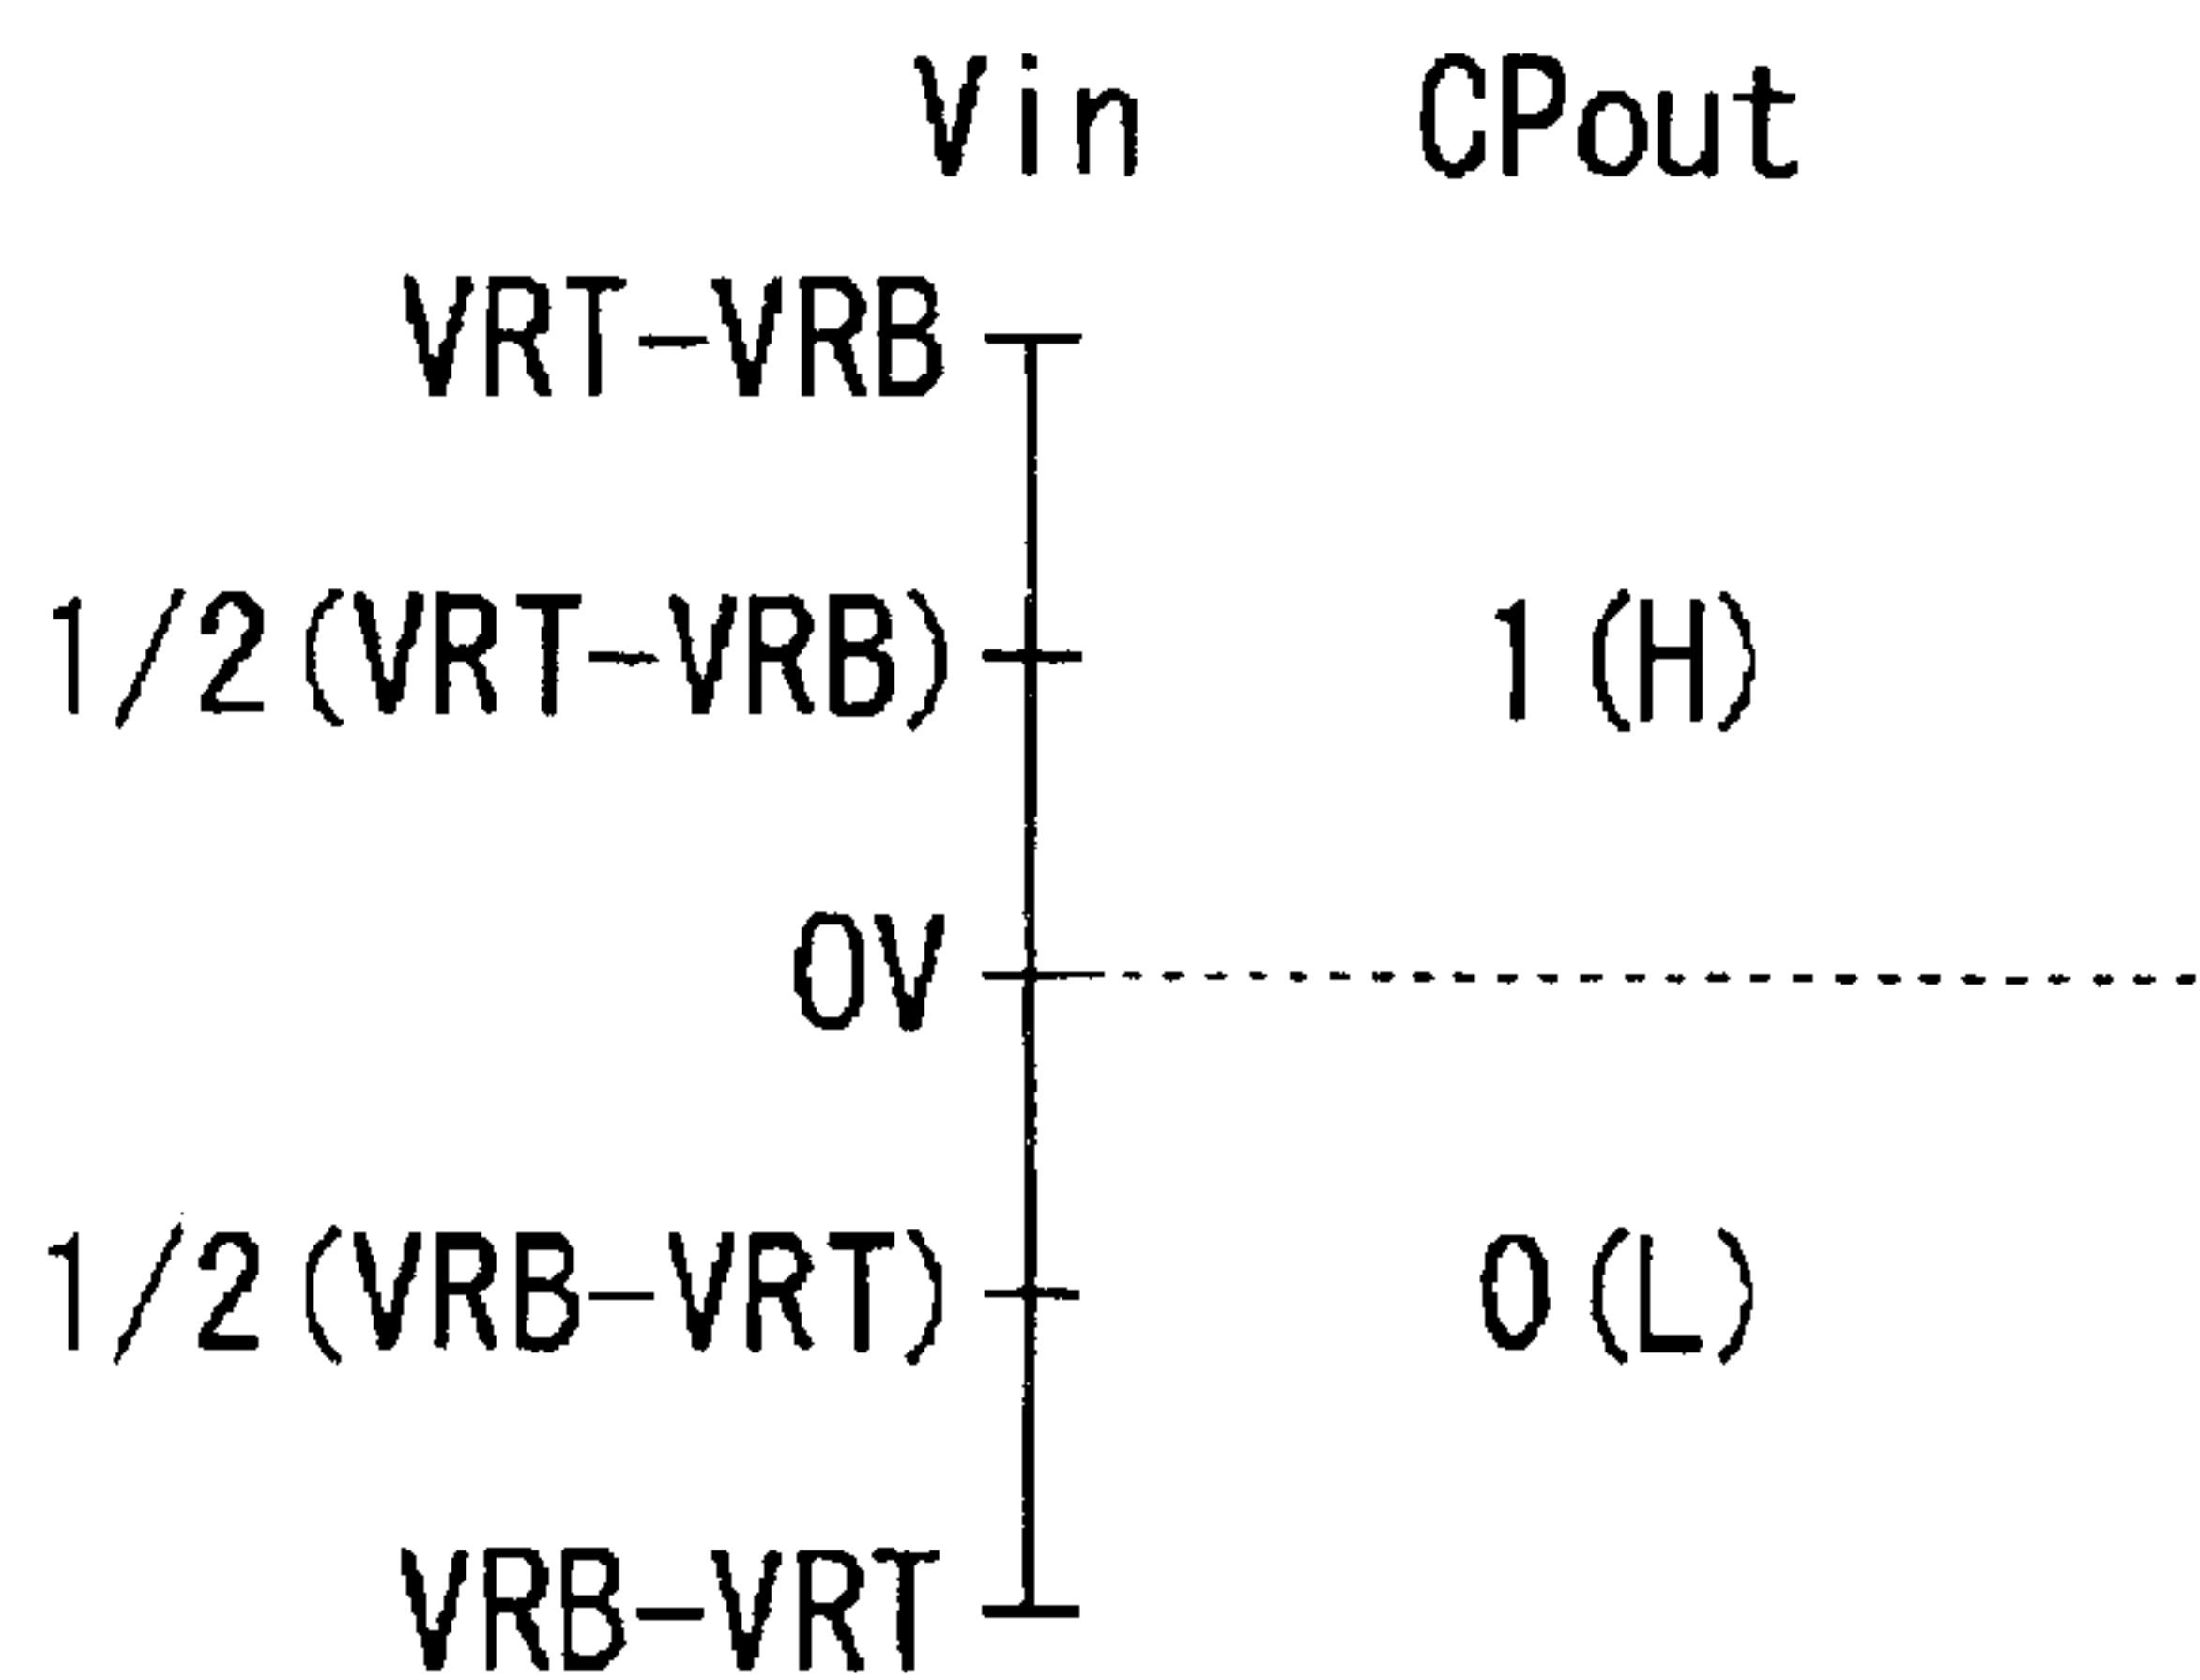 Vin CPout
VRT-VRB
1/2(VRT-VRB) 1(H)
0V
1/2(VRB-VRT) 0(L)
VRB-VRT